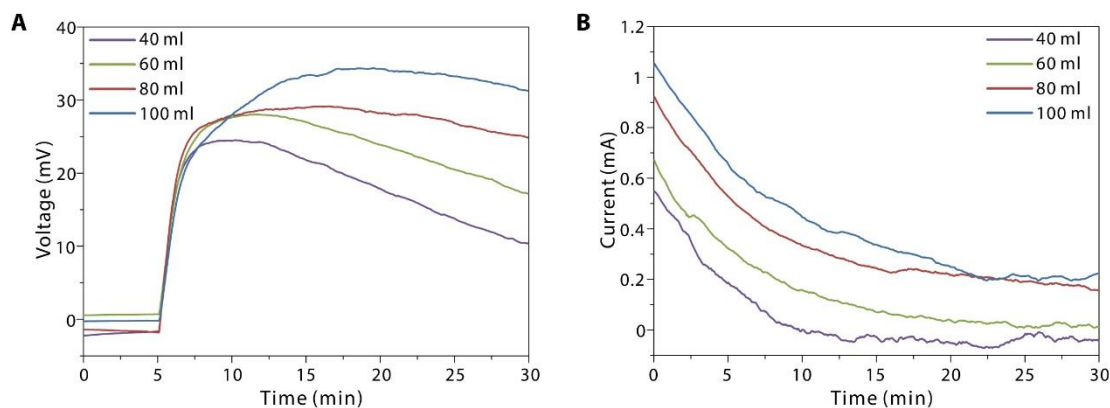 A
40
30
20
10
0
Voltage (mV)
40 ml
60 ml
80 ml
100 ml
0 5 10 15 20 25 30
Time (min)
B
1.2
1
0.8
0.6
0.4
0.2
0
Current (mA)
40 ml
60 ml
80 ml
100 ml
0 5 10 15 20 25 30
Time (min)